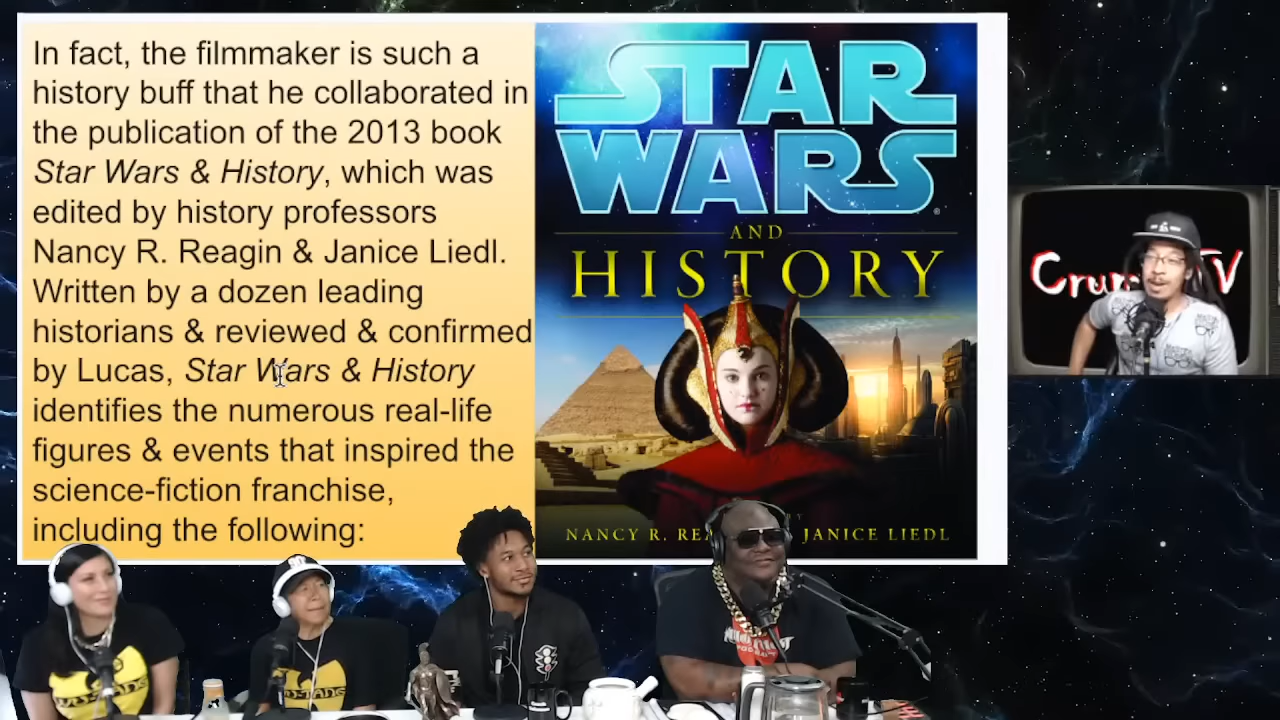 In fact, the filmmaker is such a
history buff that he collaborated in
the publication of the 2013 book
Star Wars & History, which was
edited by history professors
Nancy R. Reagin & Janice Liedl.
Written by a dozen leading
historians & reviewed & confirmed
by Lucas, Star Wars & History
identifies the numerous real-life
figures & events that inspired the
science-fiction franchise,
including the following:
STAR
WARS
AND
HISTORY
NANCY R. JANICE LIEDL
TV